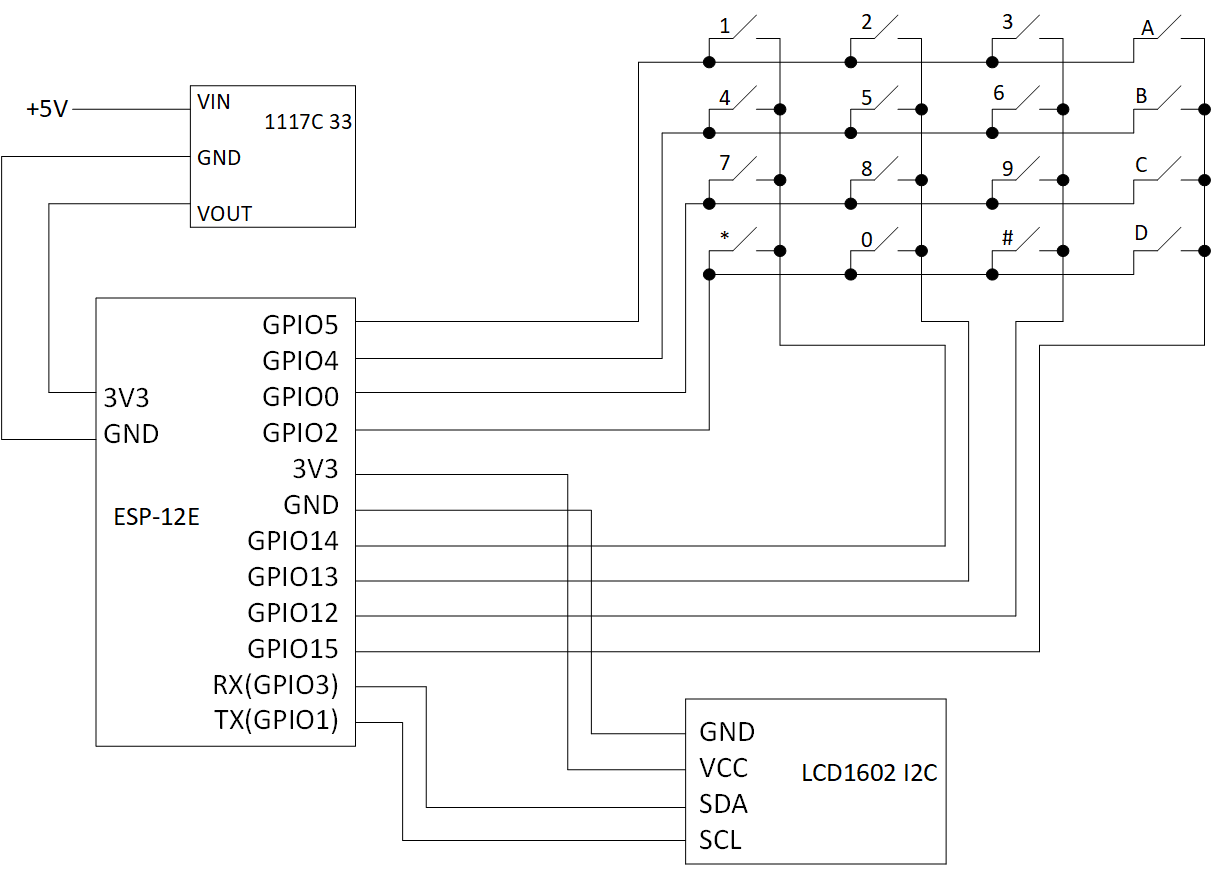 1
2
3
A
4
5
6
B
7
8
9
C
*
0
#
D
+5V
VIN
1117C 33
GND
VOUT
GPIO5
GPIO4
GPIO0
GPIO2
3V3
GND
3V3
GND
ESP-12E
GPIO14
GPIO13
GPIO12
GPIO15
RX(GPIO3)
TX(GPIO1)
GND
VCC
LCD1602 I2C
SDA
SCL